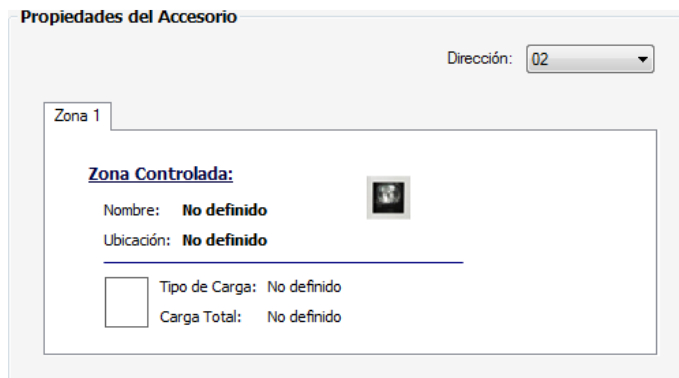 Propiedades del Accesorio
Dirección: 02
Zona 1
Zona Controlada:
Nombre: No definido
Ubicación: No definido
Tipo de Carga: No definido
Carga Total: No definido